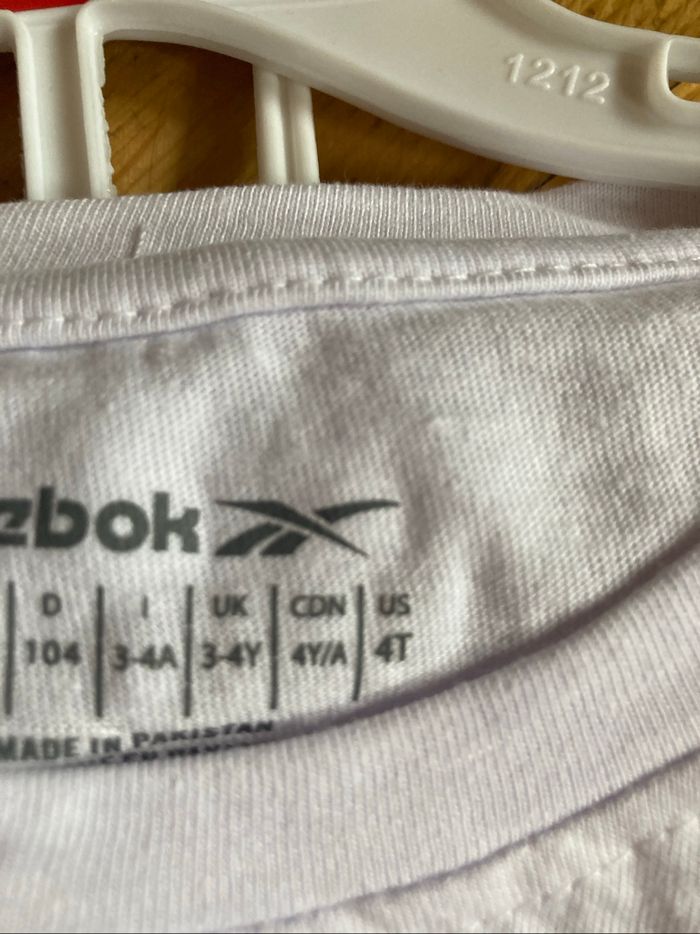 1212
ebok
D | I | UK | CDN | US
104 | 3-4A | 3-4Y | 4Y/A | 4T
MADE IN PAKISTAN